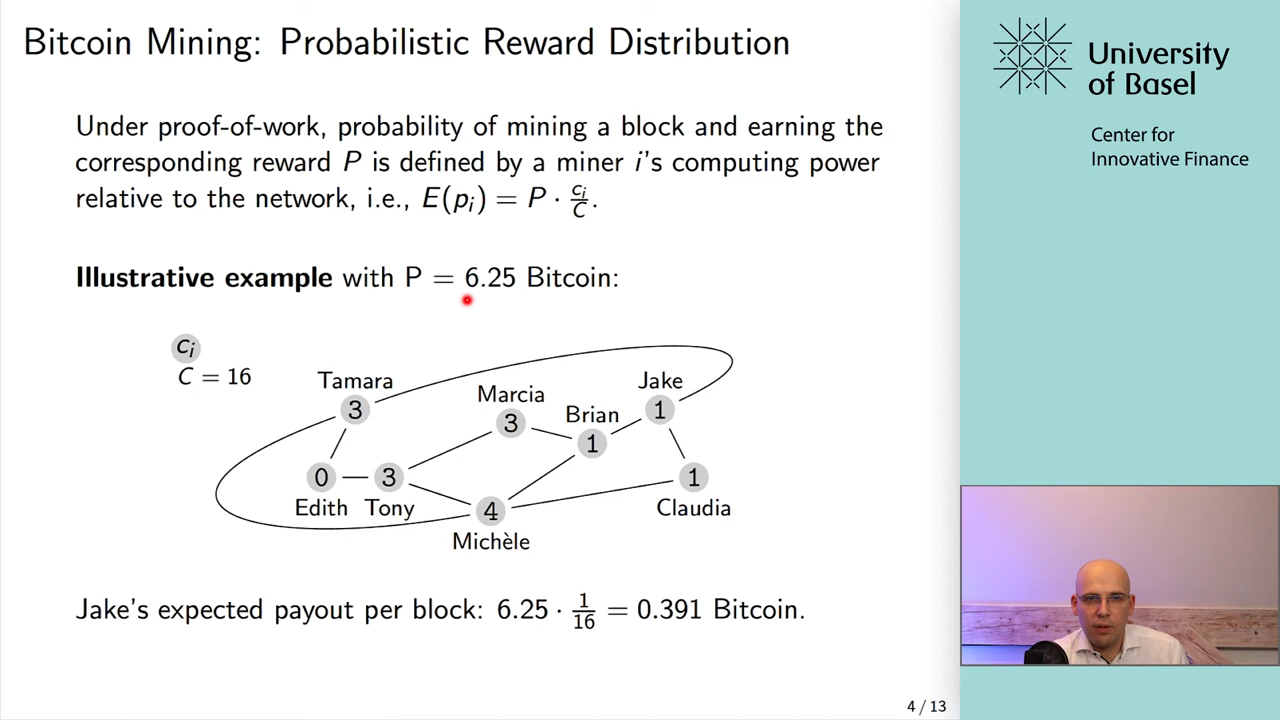 Bitcoin Mining: Probabilistic Reward Distribution
University
of Basel
Center for
Innovative Finance
Under proof-of-work, probability of mining a block and earning the
corresponding reward P is defined by a miner i's computing power
relative to the network, i.e., E(pᵢ) = P · cᵢ/C.
Illustrative example with P = 6.25 Bitcoin:
cᵢ
C = 16
Tamara
3
Marcia
3
Brian
1
Jake
1
0
Edith
3
Tony
4
Michèle
1
Claudia
Jake's expected payout per block: 6.25 · 1/16 = 0.391 Bitcoin.
4 / 13